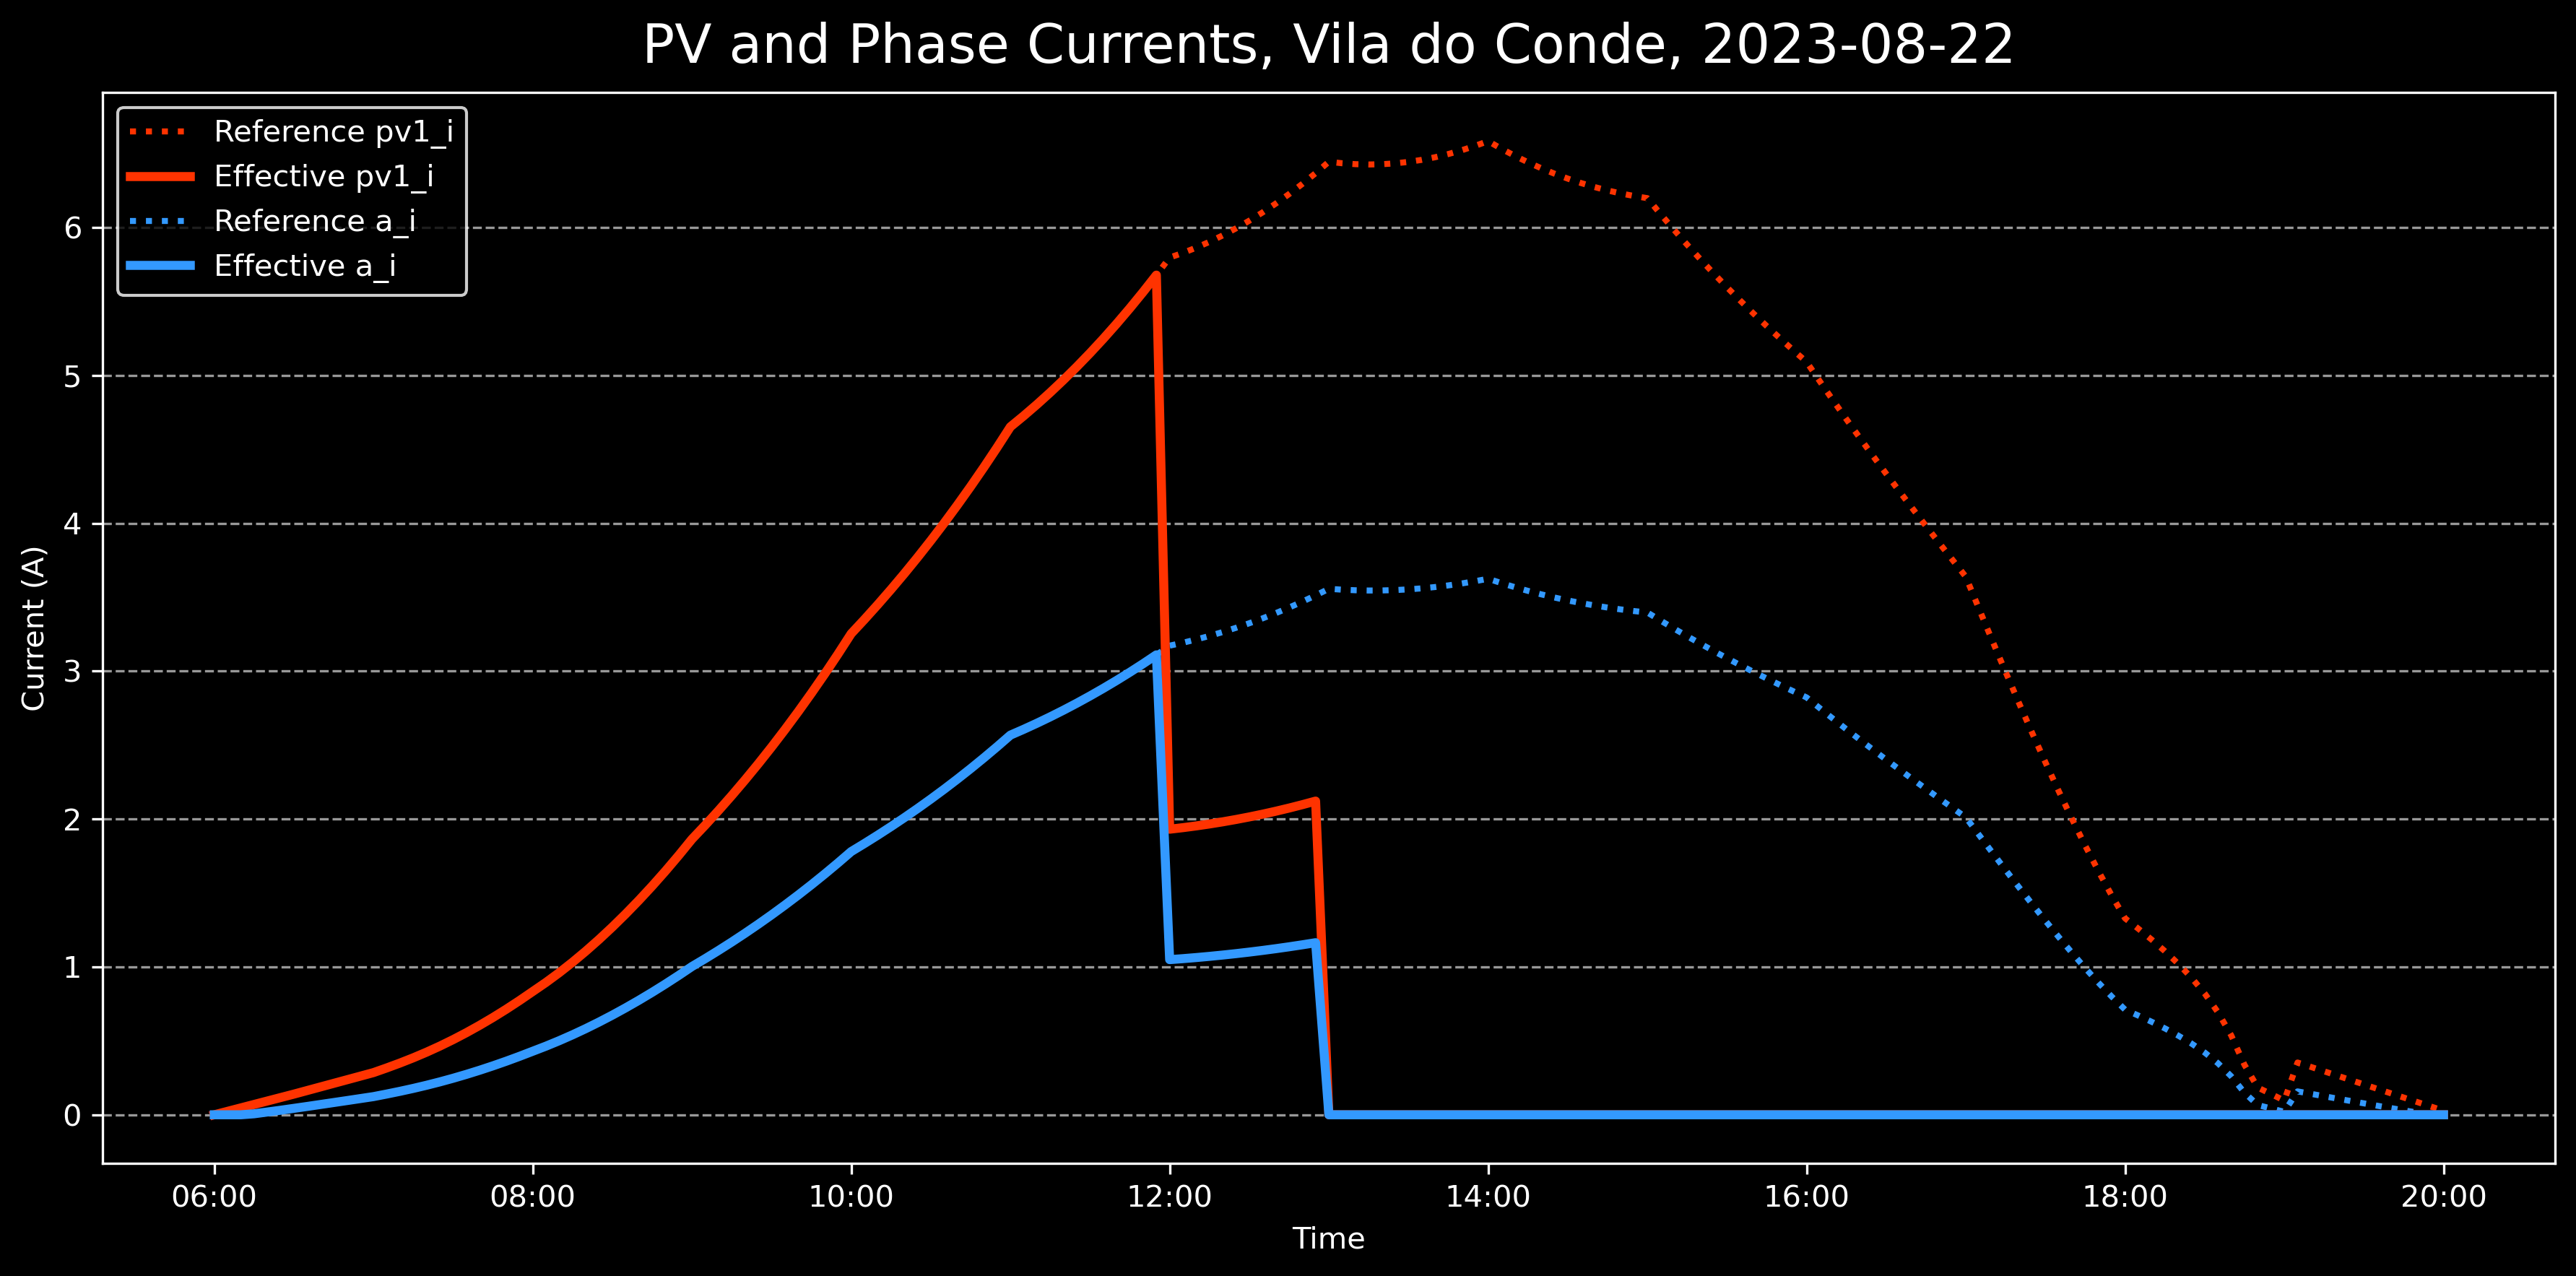 PV and Phase Currents, Vila do Conde, 2023-08-22
Reference pv1_i
Effective pv1_i
Reference a_i
Effective a_i
6
5
4
3
2
1
0
Current (A)
06:00 08:00 10:00 12:00 14:00 16:00 18:00 20:00
Time